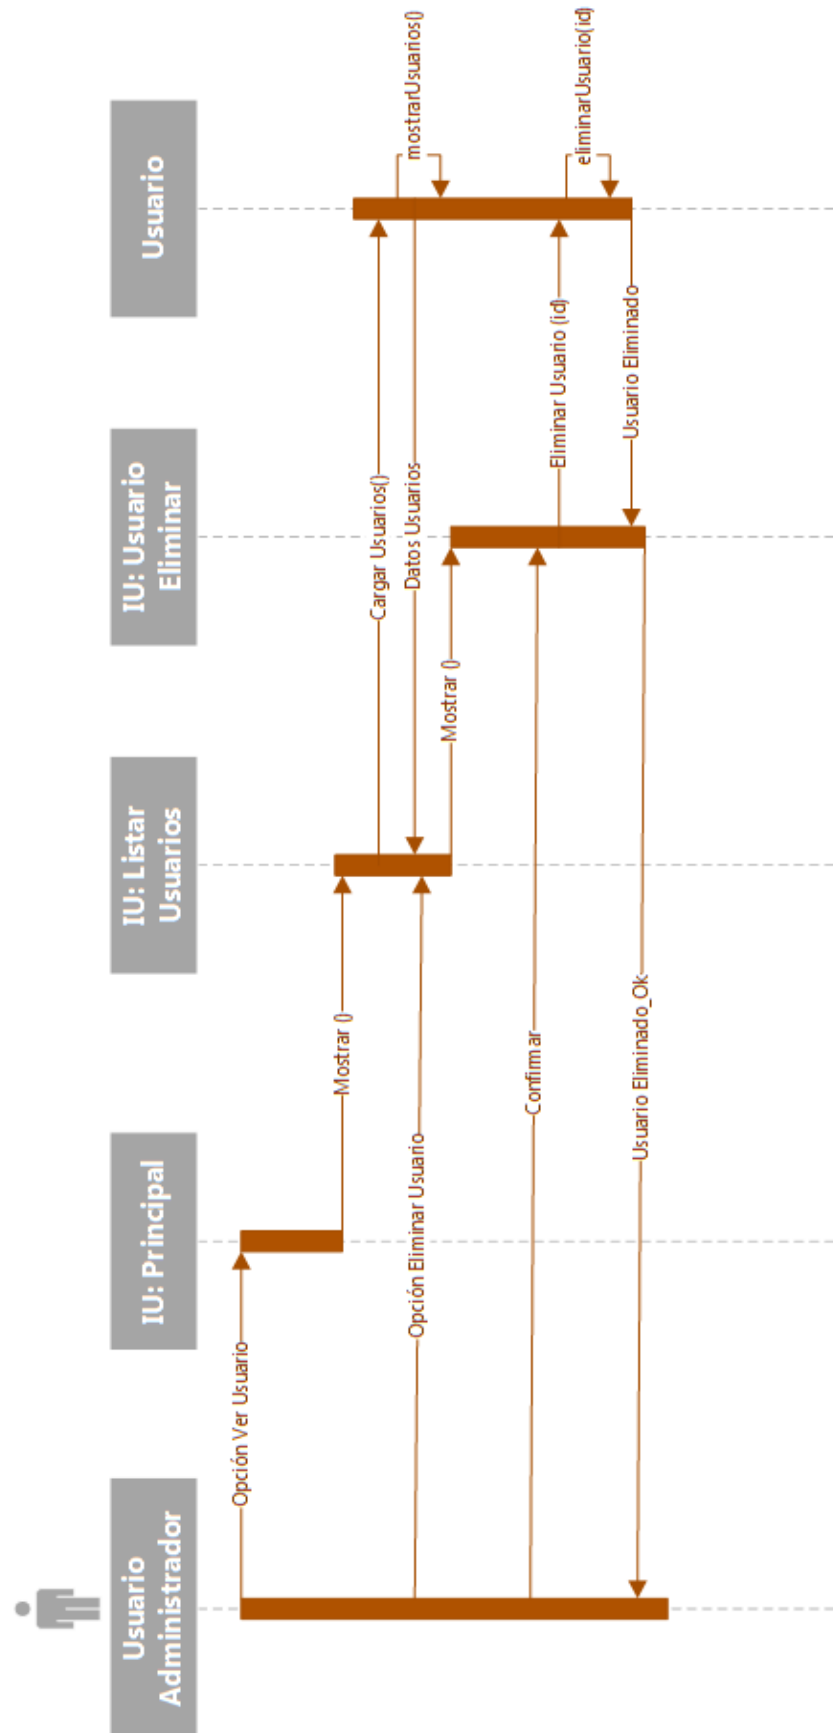 Usuario
Administrador
IU: Principal
IU: Listar
Usuarios
IU: Usuario
Eliminar
Usuario
Opción Ver Usuario
Mostrar ()
Cargar Usuarios()
mostrarUsuarios()
Datos Usuarios
Opción Eliminar Usuario
Mostrar ()
Confirmar
Eliminar Usuario (id)
eliminarUsuario(id)
Usuario Eliminado
Usuario Eliminado_Ok